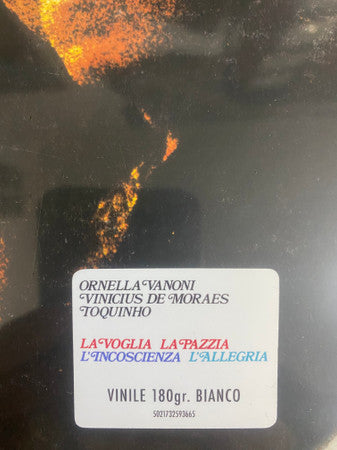 ORNELLA VANONI
VINICIUS DE MORAES
TOQUINHO
LA VOGLIA LA PAZZIA
L'INCOSCIENZA L'ALLEGRIA
VINILE 180gr. BIANCO
5021732593665